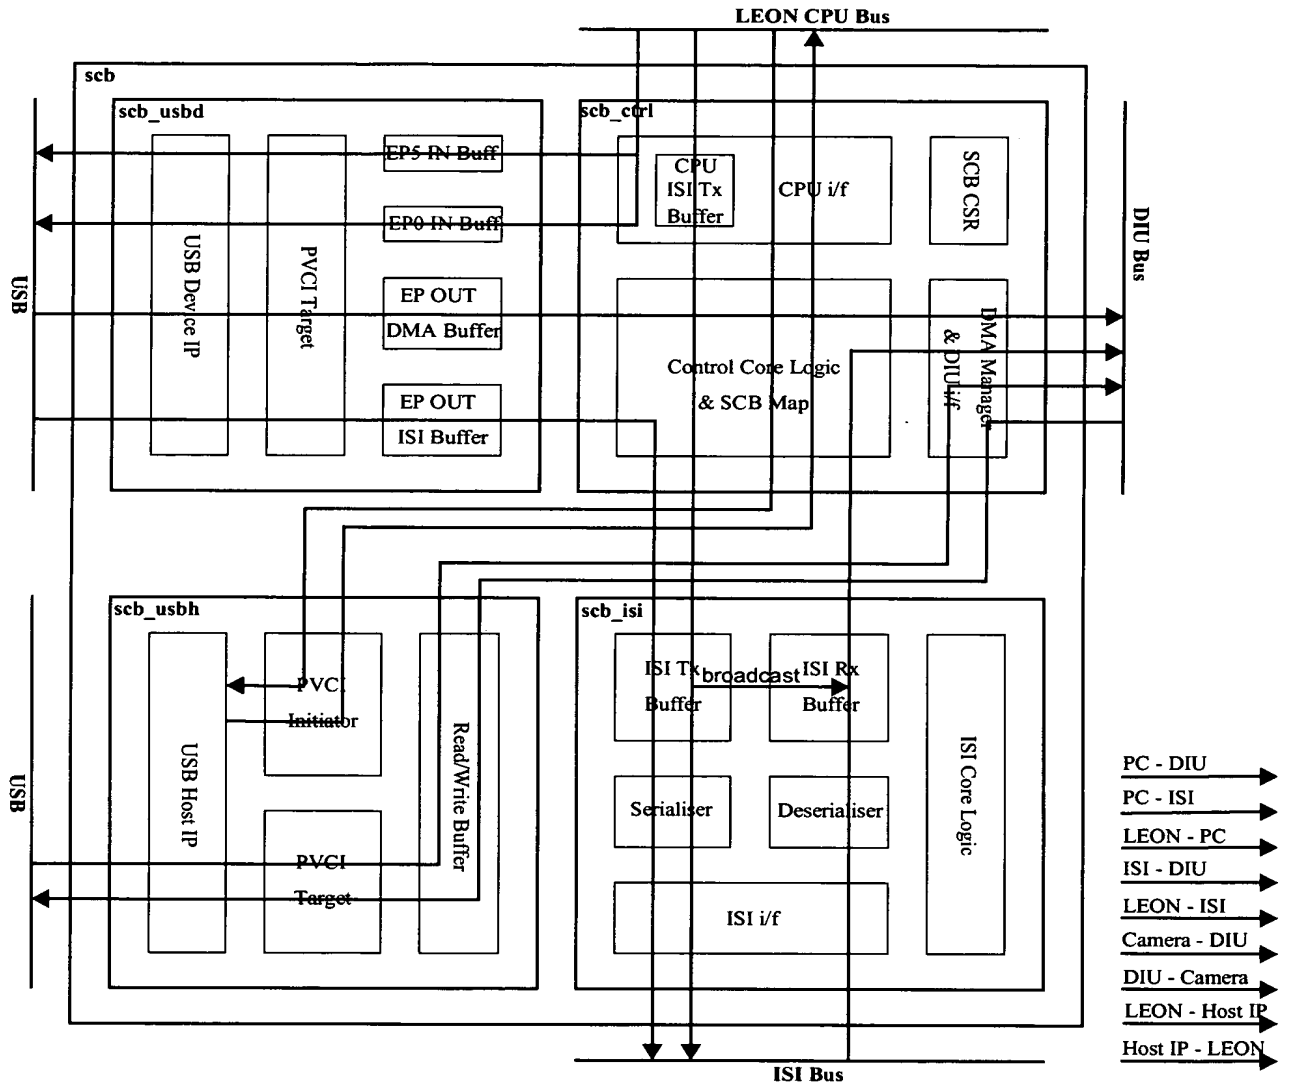 LEON CPU Bus
scb
scb_usbd
scb_ctrl
EP5 IN Buff
EP0 IN Buff
EP OUT
DMA Buffer
EP OUT
ISI Buffer
USB Device IP
PVCI Target
USB
CPU
ISI Tx
Buffer
CPU i/f
SCB CSR
Control Core Logic
& SCB Map
DMA Manager
& DIU i/f
DIU Bus
scb_usbh
scb_isi
USB
USB Host IP
PVCI
Initiator
PVCI
Target
Read/Write Buffer
ISI Tx
Buffer
broadcast
ISI Rx
Buffer
Serialiser
Deserialiser
ISI i/f
ISI Core Logic
PC - DIU
PC - ISI
LEON - PC
ISI - DIU
LEON - ISI
Camera - DIU
DIU - Camera
LEON - Host IP
Host IP - LEON
ISI Bus